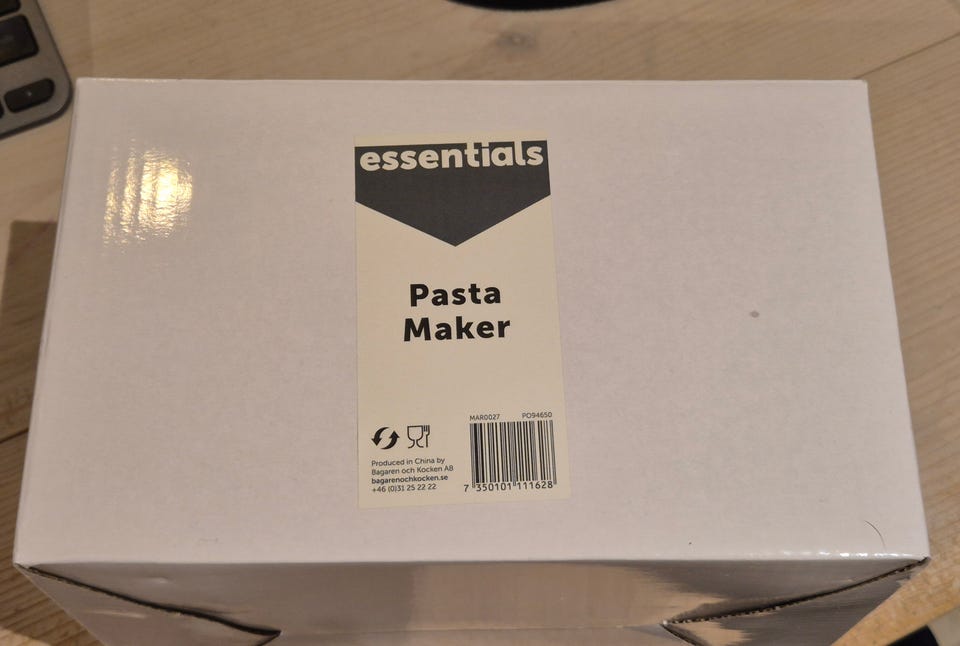 essentials
Pasta
Maker
MAR0027 PO94650
Produced in China by
Bagaren och Kocken AB
bagarenochkocken.se
+46 (0)31 25 22 22
7 350101 111628